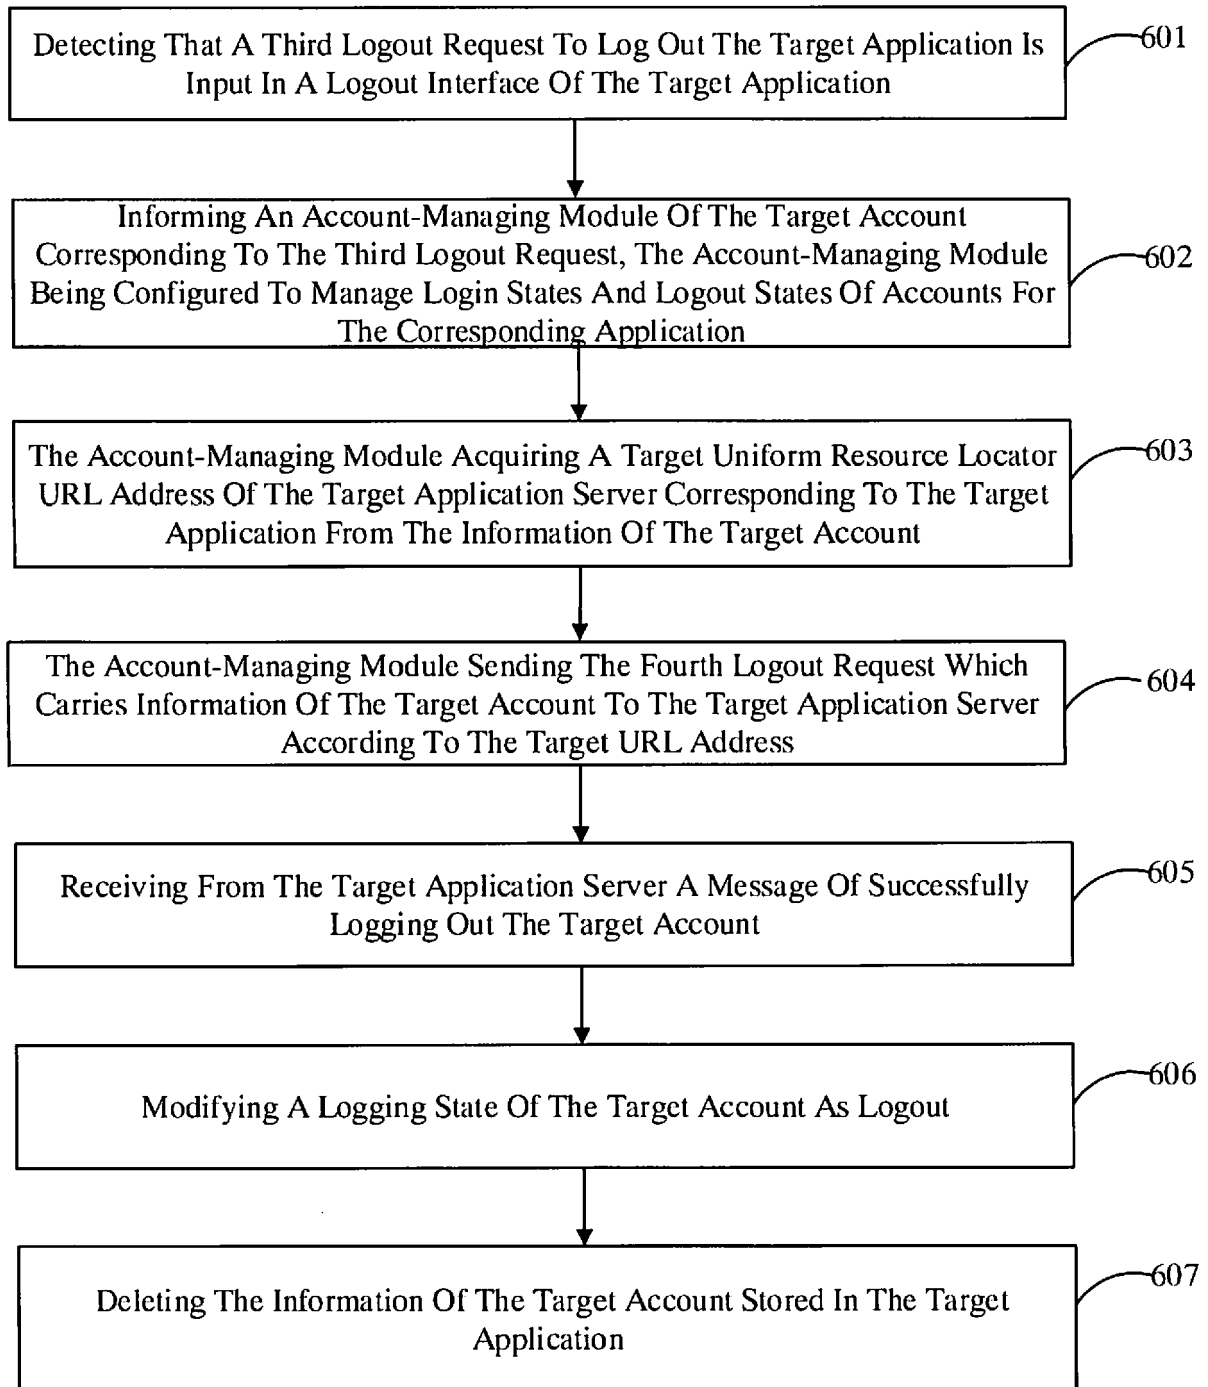 Detecting That A Third Logout Request To Log Out The Target Application Is
Input In A Logout Interface Of The Target Application
601
Informing An Account-Managing Module Of The Target Account
Corresponding To The Third Logout Request, The Account-Managing Module
Being Configured To Manage Login States And Logout States Of Accounts For
The Corresponding Application
602
The Account-Managing Module Acquiring A Target Uniform Resource Locator
URL Address Of The Target Application Server Corresponding To The Target
Application From The Information Of The Target Account
603
The Account-Managing Module Sending The Fourth Logout Request Which
Carries Information Of The Target Account To The Target Application Server
According To The Target URL Address
604
Receiving From The Target Application Server A Message Of Successfully
Logging Out The Target Account
605
Modifying A Logging State Of The Target Account As Logout
606
Deleting The Information Of The Target Account Stored In The Target
Application
607